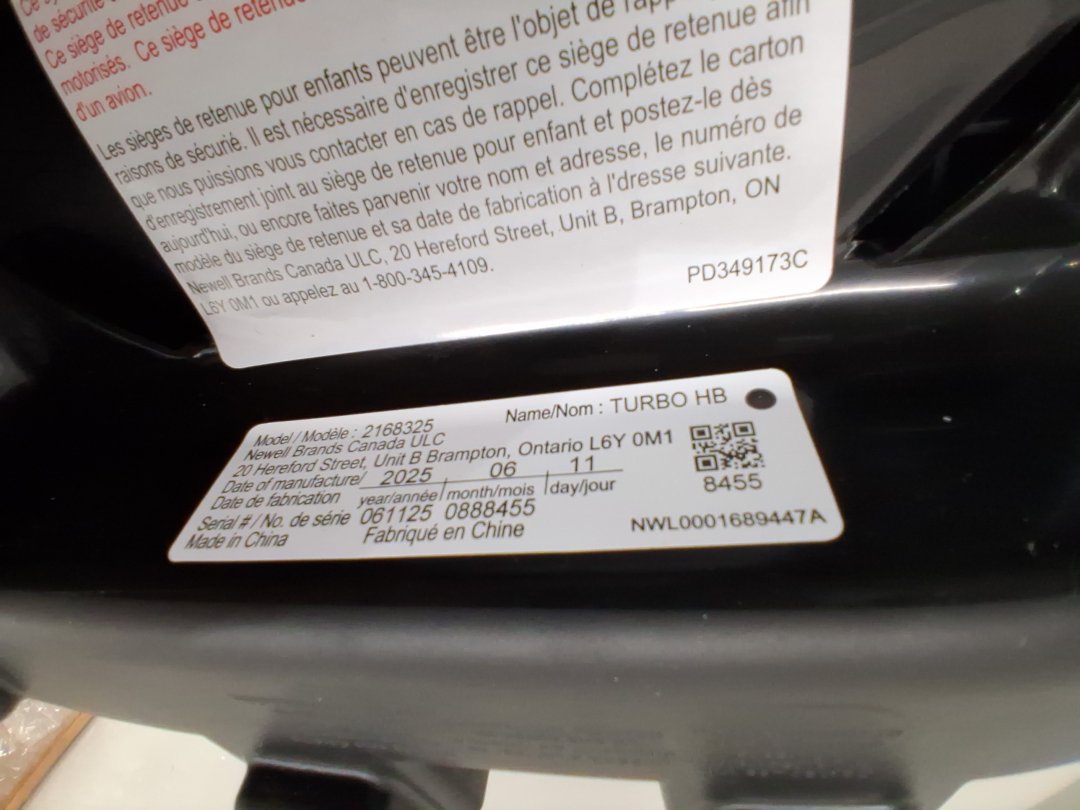 de sécurité
Ce siège de retenue
motorisés. Ce siège de retenue
d'un avion.
Les sièges de retenue pour enfants peuvent être l'objet de
raisons de sécurié. Il est nécessaire d'enregistrer ce siège de retenue afin
que nous puissions vous contacter en cas de rappel. Complétez le carton
d'enregistrement joint au siège de retenue pour enfant et postez-le dès
aujourd'hui, ou encore faites parvenir votre nom et adresse, le numéro de
modèle du siège de retenue et sa date de fabrication à l'dresse suivante.
Newell Brands Canada ULC, 20 Hereford Street, Unit B, Brampton, ON
L6Y 0M1 ou appelez au 1-800-345-4109.
PD349173C
Model / Modèle : 2168325
Name/Nom : TURBO HB
Newell Brands Canada ULC
20 Hereford Street, Unit B Brampton, Ontario L6Y 0M1
Date of manufacture/ 2025 06 11
Date de fabrication year/année month/mois day/jour
8455
Serial # / No. de série 061125 0888455
Made in China Fabriqué en Chine
NWL0001689447A